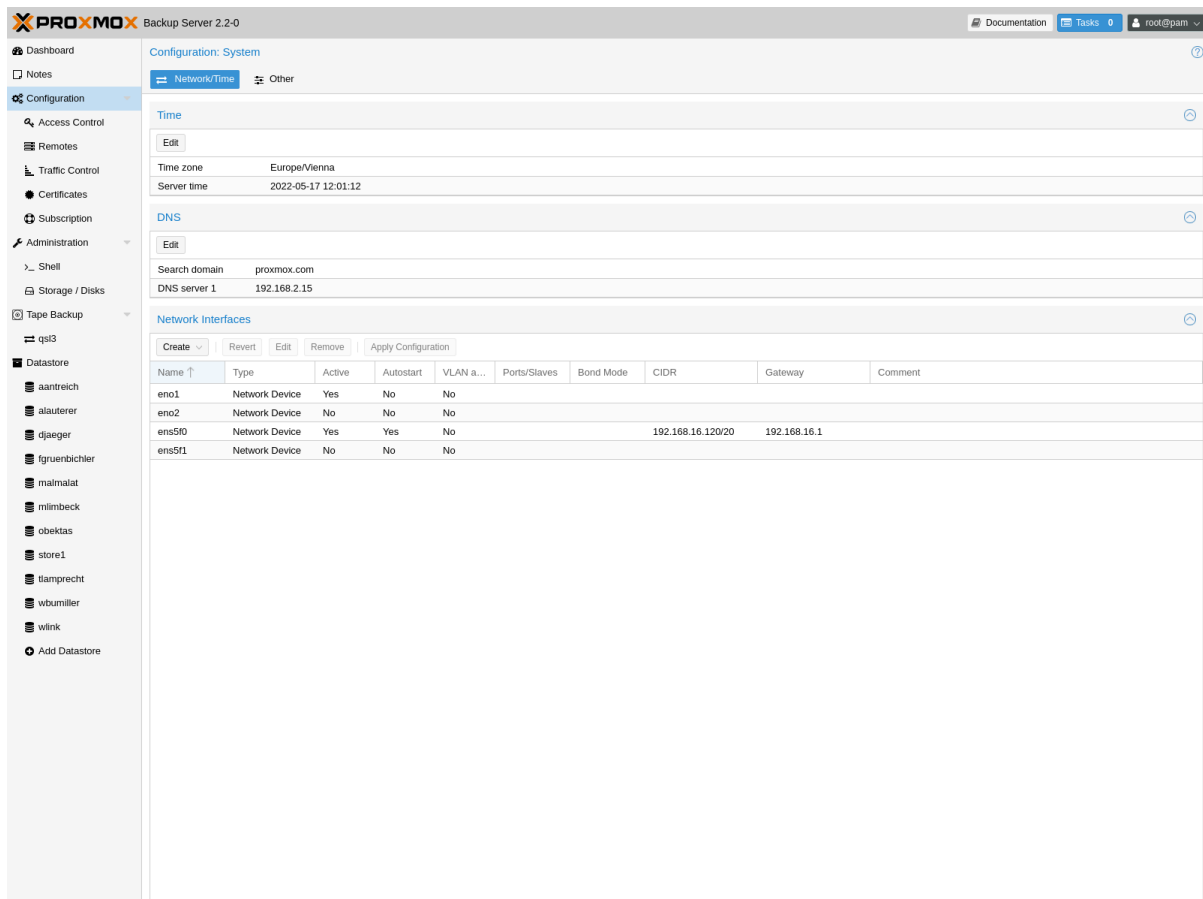 PROXMOX Backup Server 2.2-0 Documentation Tasks 0 root@pam
Dashboard
Notes
Configuration
Access Control
Remotes
Traffic Control
Certificates
Subscription
Administration
Shell
Storage / Disks
Tape Backup
qsl3
Datastore
aantreich
alauterer
djaeger
fgruenbichler
malmalat
mlimbeck
obektas
store1
tlamprecht
wbumiller
wlink
Add Datastore
Configuration: System
Network/Time Other
Time
Edit
Time zone Europe/Vienna
Server time 2022-05-17 12:01:12
DNS
Edit
Search domain proxmox.com
DNS server 1 192.168.2.15
Network Interfaces
Create Revert Edit Remove Apply Configuration
Name Type Active Autostart VLAN a... Ports/Slaves Bond Mode CIDR Gateway Comment
eno1 Network Device Yes No No
eno2 Network Device No No No
ens5f0 Network Device Yes Yes No 192.168.16.120/20 192.168.16.1
ens5f1 Network Device No No No